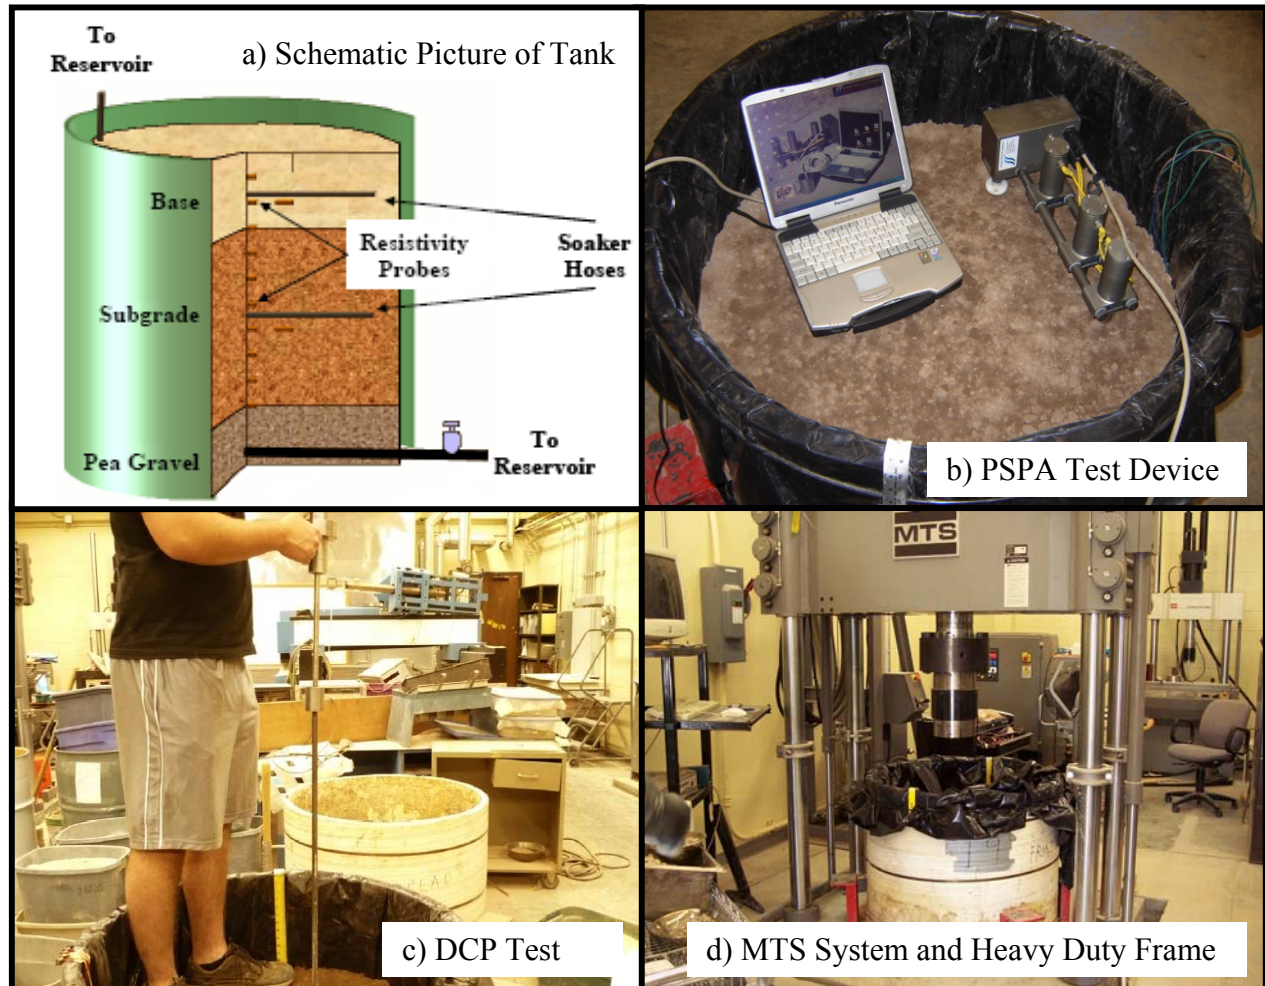 To
Reservoir
a) Schematic Picture of Tank
Base
Resistivity
Probes
Soaker
Hoses
Subgrade
To
Reservoir
Pea Gravel
Panasonic
b) PSPA Test Device
c) DCP Test
MTS
d) MTS System and Heavy Duty Frame